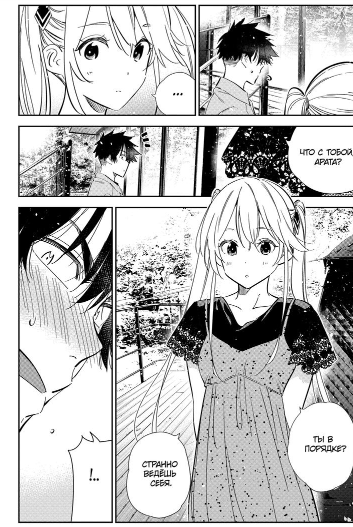 ...
ЧТО С ТОБОЙ,
АРАТА?
ТЫ В
ПОРЯДКЕ?
СТРАННО
ВЕДЁШЬ
СЕБЯ.
!..